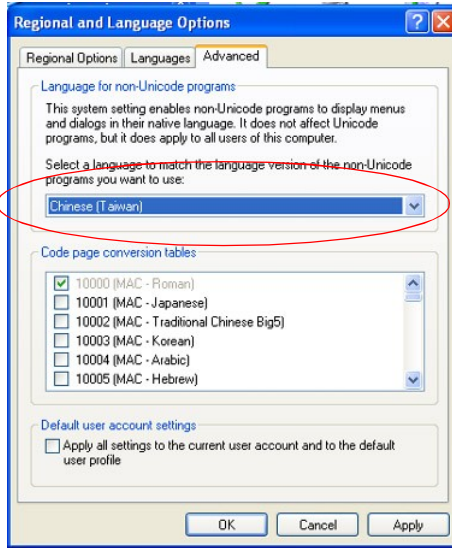 Regional and Language Options
Regional Options Languages Advanced
Language for non-Unicode programs
This system setting enables non-Unicode programs to display menus
and dialogs in their native language. It does not affect Unicode
programs, but it does apply to all users of this computer.
Select a language to match the language version of the non-Unicode
programs you want to use:
Chinese (Taiwan)
Code page conversion tables
10000 (MAC - Roman)
10001 (MAC - Japanese)
10002 (MAC - Traditional Chinese Big5)
10003 (MAC - Korean)
10004 (MAC - Arabic)
10005 (MAC - Hebrew)
Default user account settings
Apply all settings to the current user account and to the default
user profile
OK Cancel Apply